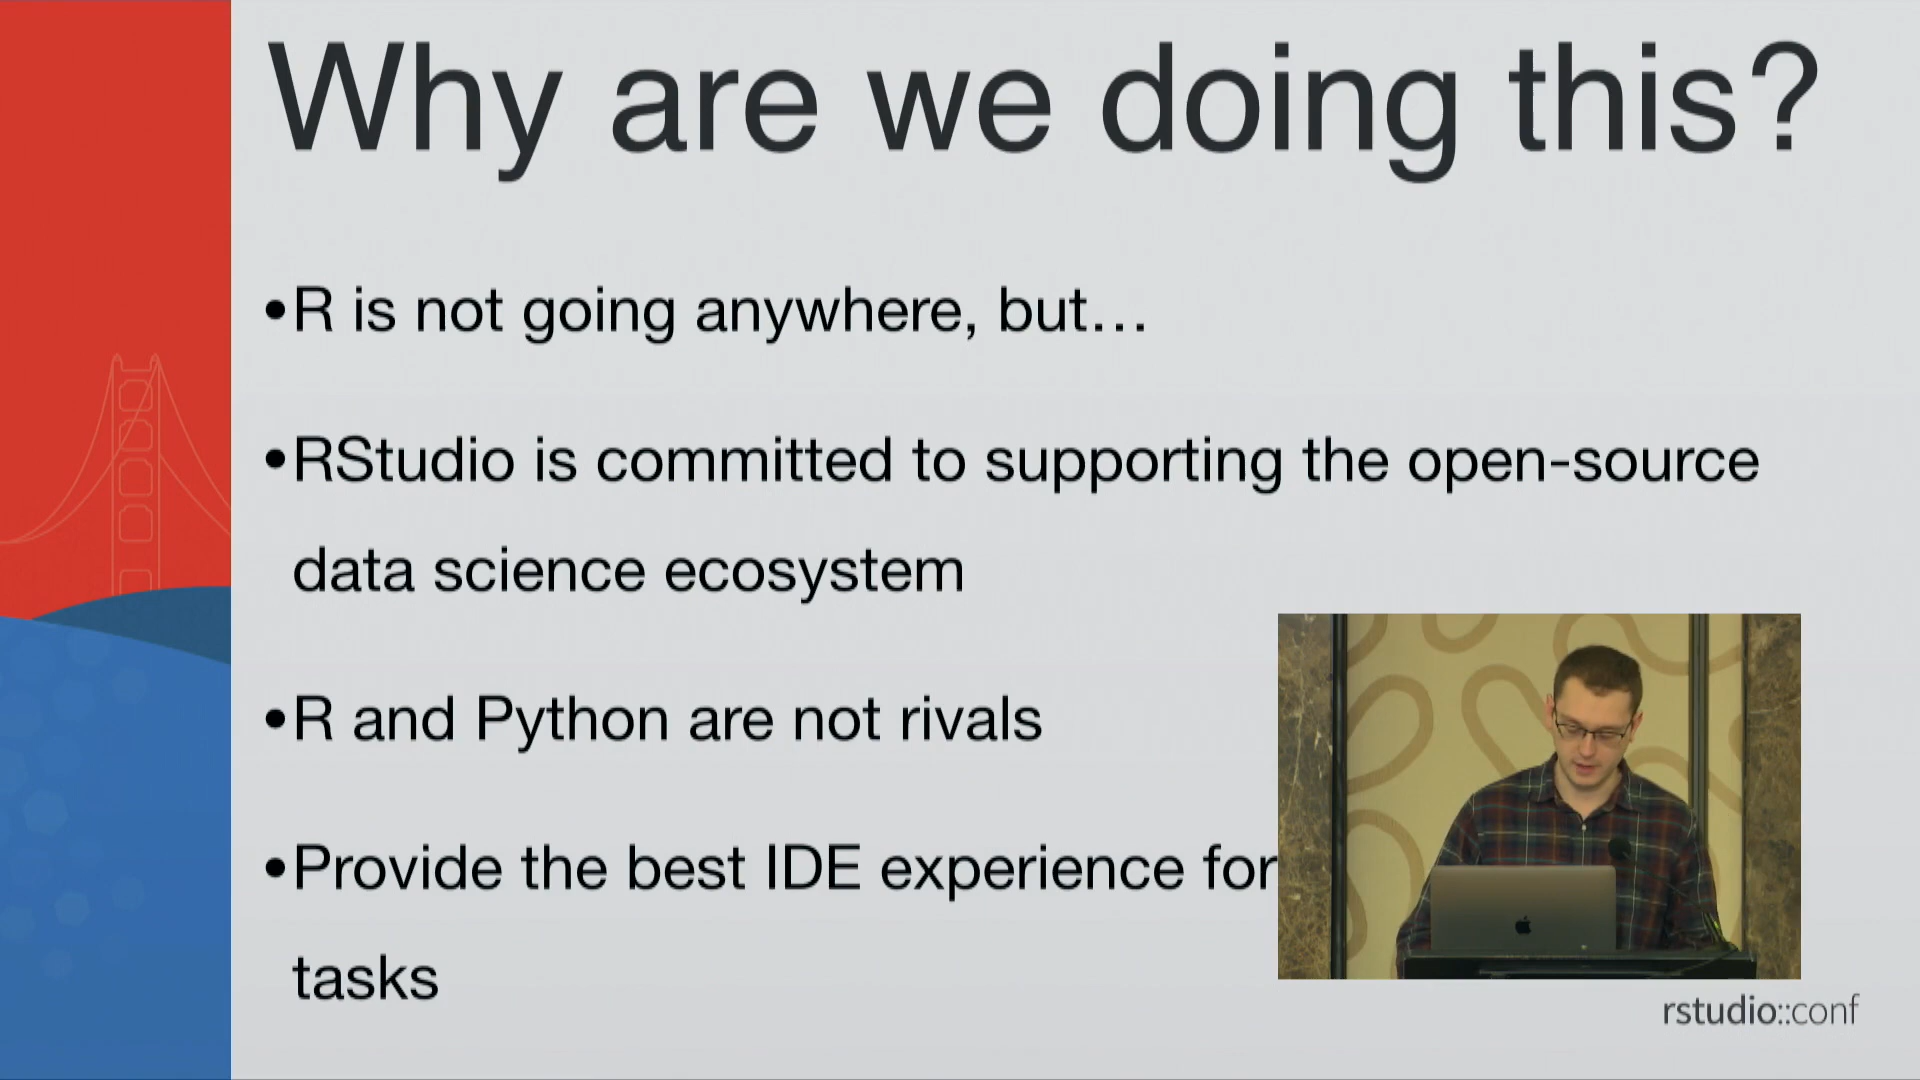 Why are we doing this?
•R is not going anywhere, but…
•RStudio is committed to supporting the open-source
data science ecosystem
•R and Python are not rivals
•Provide the best IDE experience for
tasks
rstudio::conf